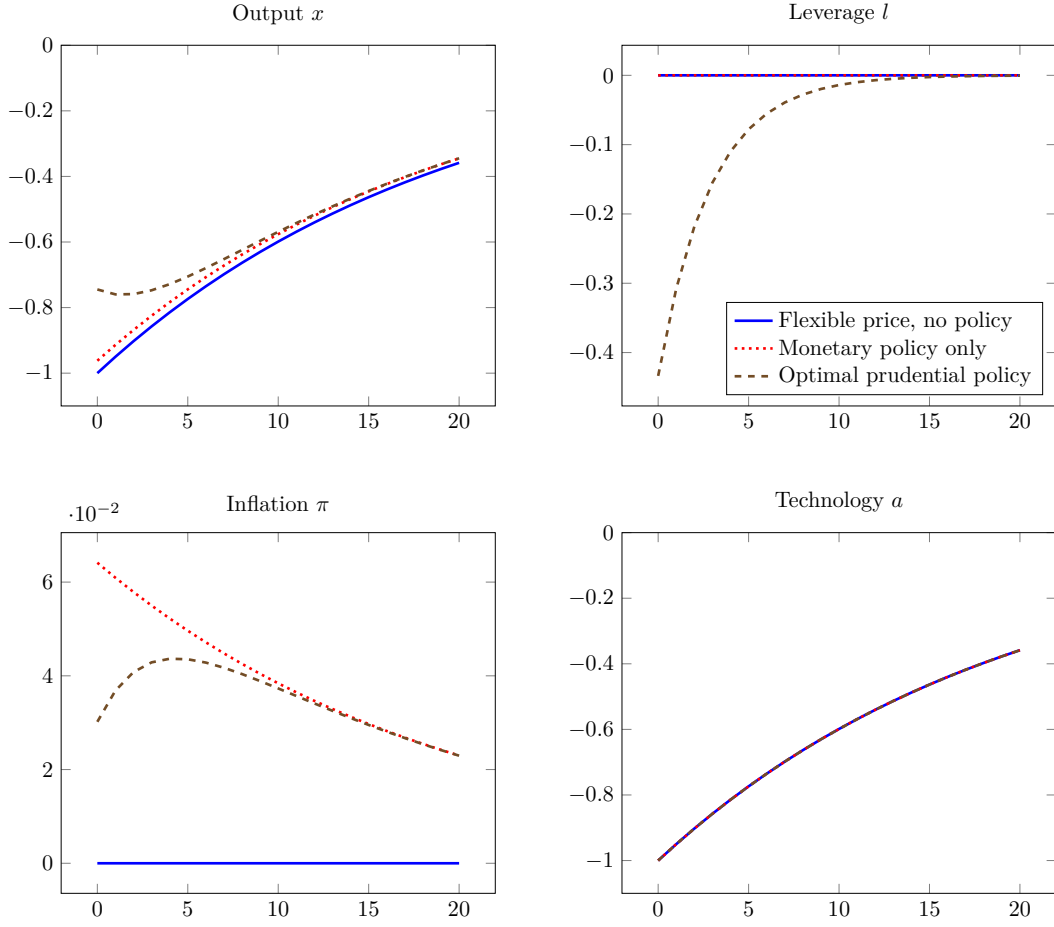 Output x
0
−0.2
−0.4
−0.6
−0.8
−1
0 5 10 15 20
Leverage l
0
−0.1
−0.2
−0.3
−0.4
Flexible price, no policy
Monetary policy only
Optimal prudential policy
0 5 10 15 20
Inflation π
·10−2
6
4
2
0
0 5 10 15 20
Technology a
0
−0.2
−0.4
−0.6
−0.8
−1
0 5 10 15 20